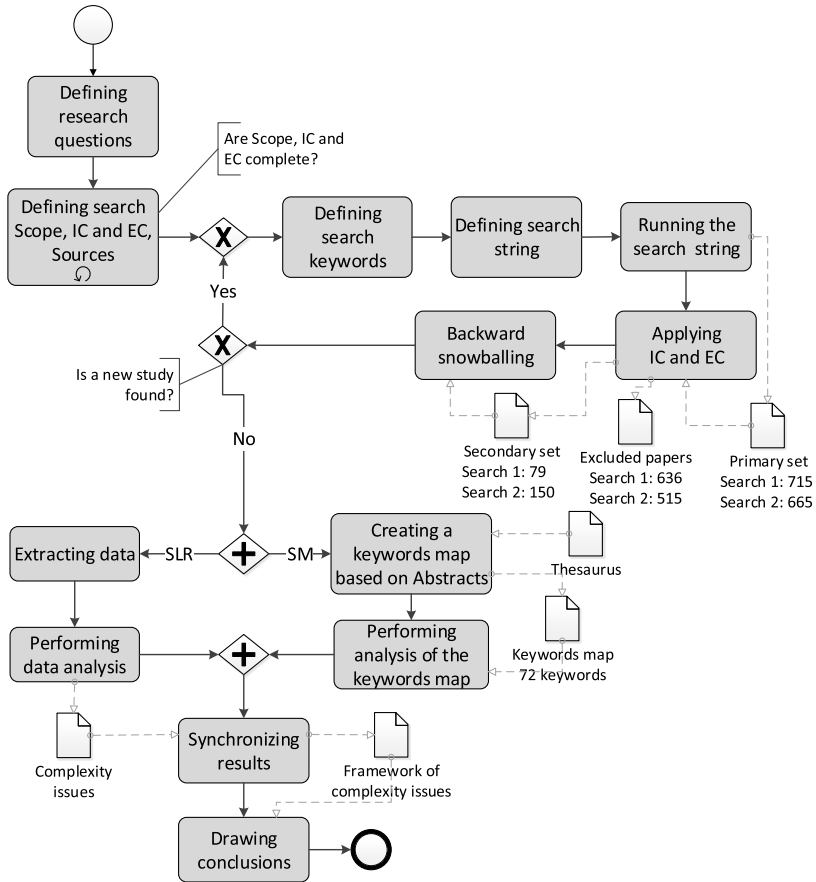 Defining
research
questions
Are Scope, IC and
EC complete?
Defining search
Scope, IC and EC,
Sources
X
Defining
search
keywords
Defining search
string
Running the
search string
Yes
X
Backward
snowballing
Applying
IC and EC
Is a new study
found?
No
Secondary set
Search 1: 79
Search 2: 150
Excluded papers
Search 1: 636
Search 2: 515
Primary set
Search 1: 715
Search 2: 665
Extracting data
SLR
SM
Creating a
keywords map
based on Abstracts
Thesaurus
Performing
data analysis
Performing
analysis of the
keywords map
Keywords map
72 keywords
Complexity
issues
Synchronizing
results
Framework of
complexity issues
Drawing
conclusions